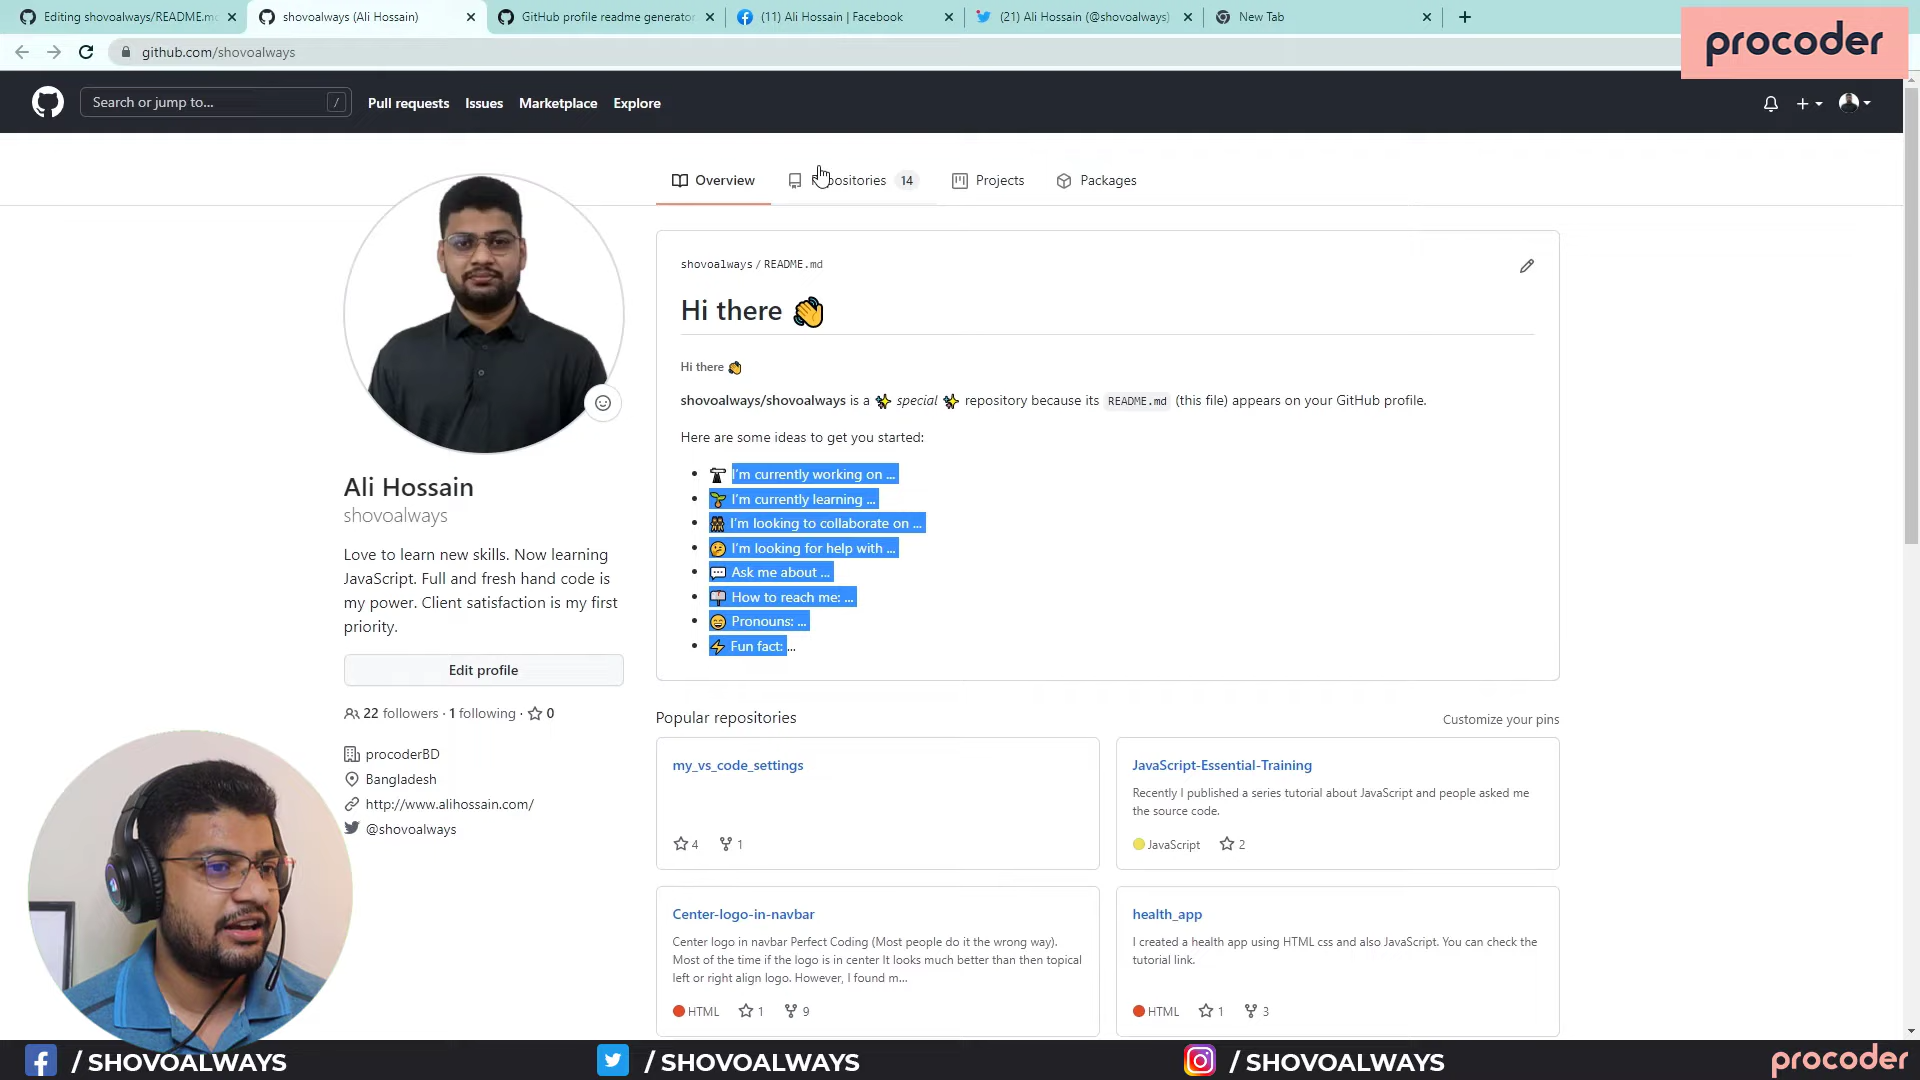 Editing shovoalways/README.m
shovoalways (Ali Hossain)
GitHub profile readme generator
(11) Ali Hossain | Facebook
(21) Ali Hossain (@shovoalways)
New Tab
github.com/shovoalways
procoder
Search or jump to...
/
Pull requests
Issues
Marketplace
Explore
Overview
14
Projects
Packages
shovoalways / README.md
Hi there 👋
Hi there 👋
shovoalways/shovoalways is a ✨ special ✨ repository because its README.md (this file) appears on your GitHub profile.
Here are some ideas to get you started:
I'm currently working on ...
I'm currently learning ...
I'm looking to collaborate on ...
I'm looking for help with ...
Ask me about ...
How to reach me: ...
Pronouns: ...
Fun fact: ...
Ali Hossain
shovoalways
Love to learn new skills. Now learning
JavaScript. Full and fresh hand code is
my power. Client satisfaction is my first
priority.
Edit profile
22 followers · 1 following · 0
procoderBD
Bangladesh
http://www.alihossain.com/
@shovoalways
Popular repositories
Customize your pins
my_vs_code_settings
4 1
JavaScript-Essential-Training
Recently I published a series tutorial about JavaScript and people asked me
the source code.
JavaScript 2
Center-logo-in-navbar
Center logo in navbar Perfect Coding (Most people do it the wrong way).
Most of the time if the logo is in center It looks much better than then topical
left or right align logo. However, I found m...
HTML 1 9
health_app
I created a health app using HTML css and also JavaScript. You can check the
tutorial link.
HTML 1 3
/ SHOVOALWAYS
/ SHOVOALWAYS
/ SHOVOALWAYS
procoder